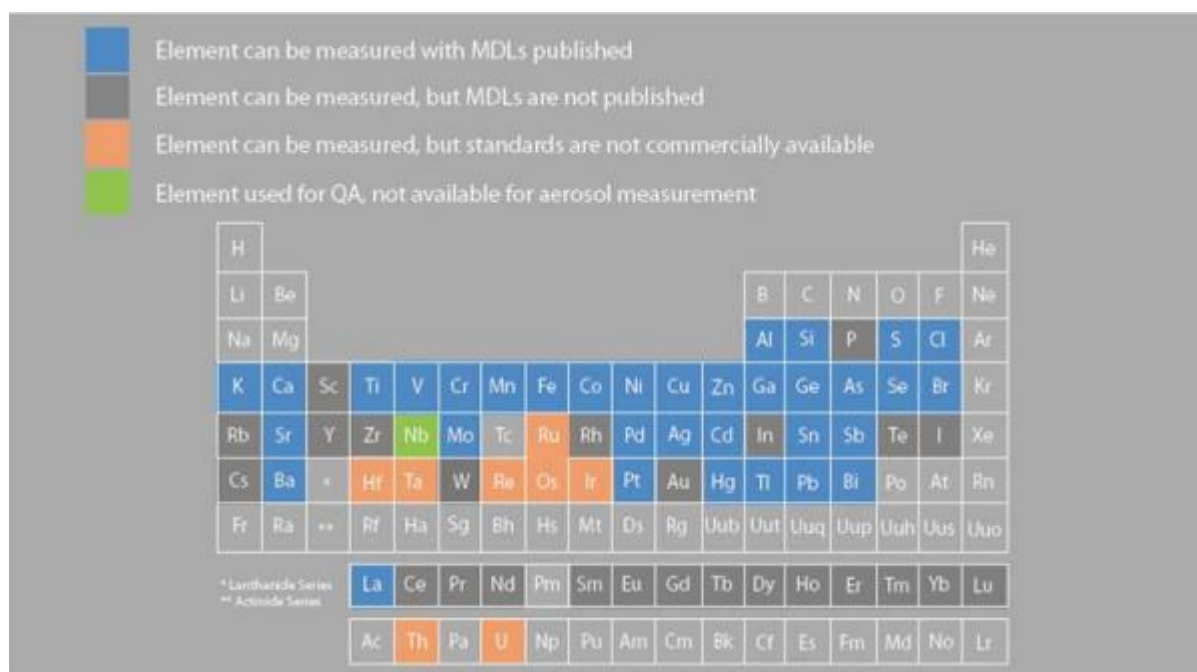 Element can be measured with MDLs published
Element can be measured, but MDLs are not published
Element can be measured, but standards are not commercially available
Element used for QA, not available for aerosol measurement
H He
Li Be B C N O F Ne
Na Mg Al Si P S Cl Ar
K Ca Sc Ti V Cr Mn Fe Co Ni Cu Zn Ga Ge As Se Br Kr
Rb Sr Y Zr Nb Mo Tc Ru Rh Pd Ag Cd In Sn Sb Te I Xe
Cs Ba * Hf Ta W Re Os Ir Pt Au Hg Tl Pb Bi Po At Rn
Fr Ra ** Rf Ha Sg Bh Hs Mt Ds Rg Uub Uut Uuq Uup Uuh Uus Uuo
* Lanthanide Series
** Actinide Series
La Ce Pr Nd Pm Sm Eu Gd Tb Dy Ho Er Tm Yb Lu
Ac Th Pa U Np Pu Am Cm Bk Cf Es Fm Md No Lr